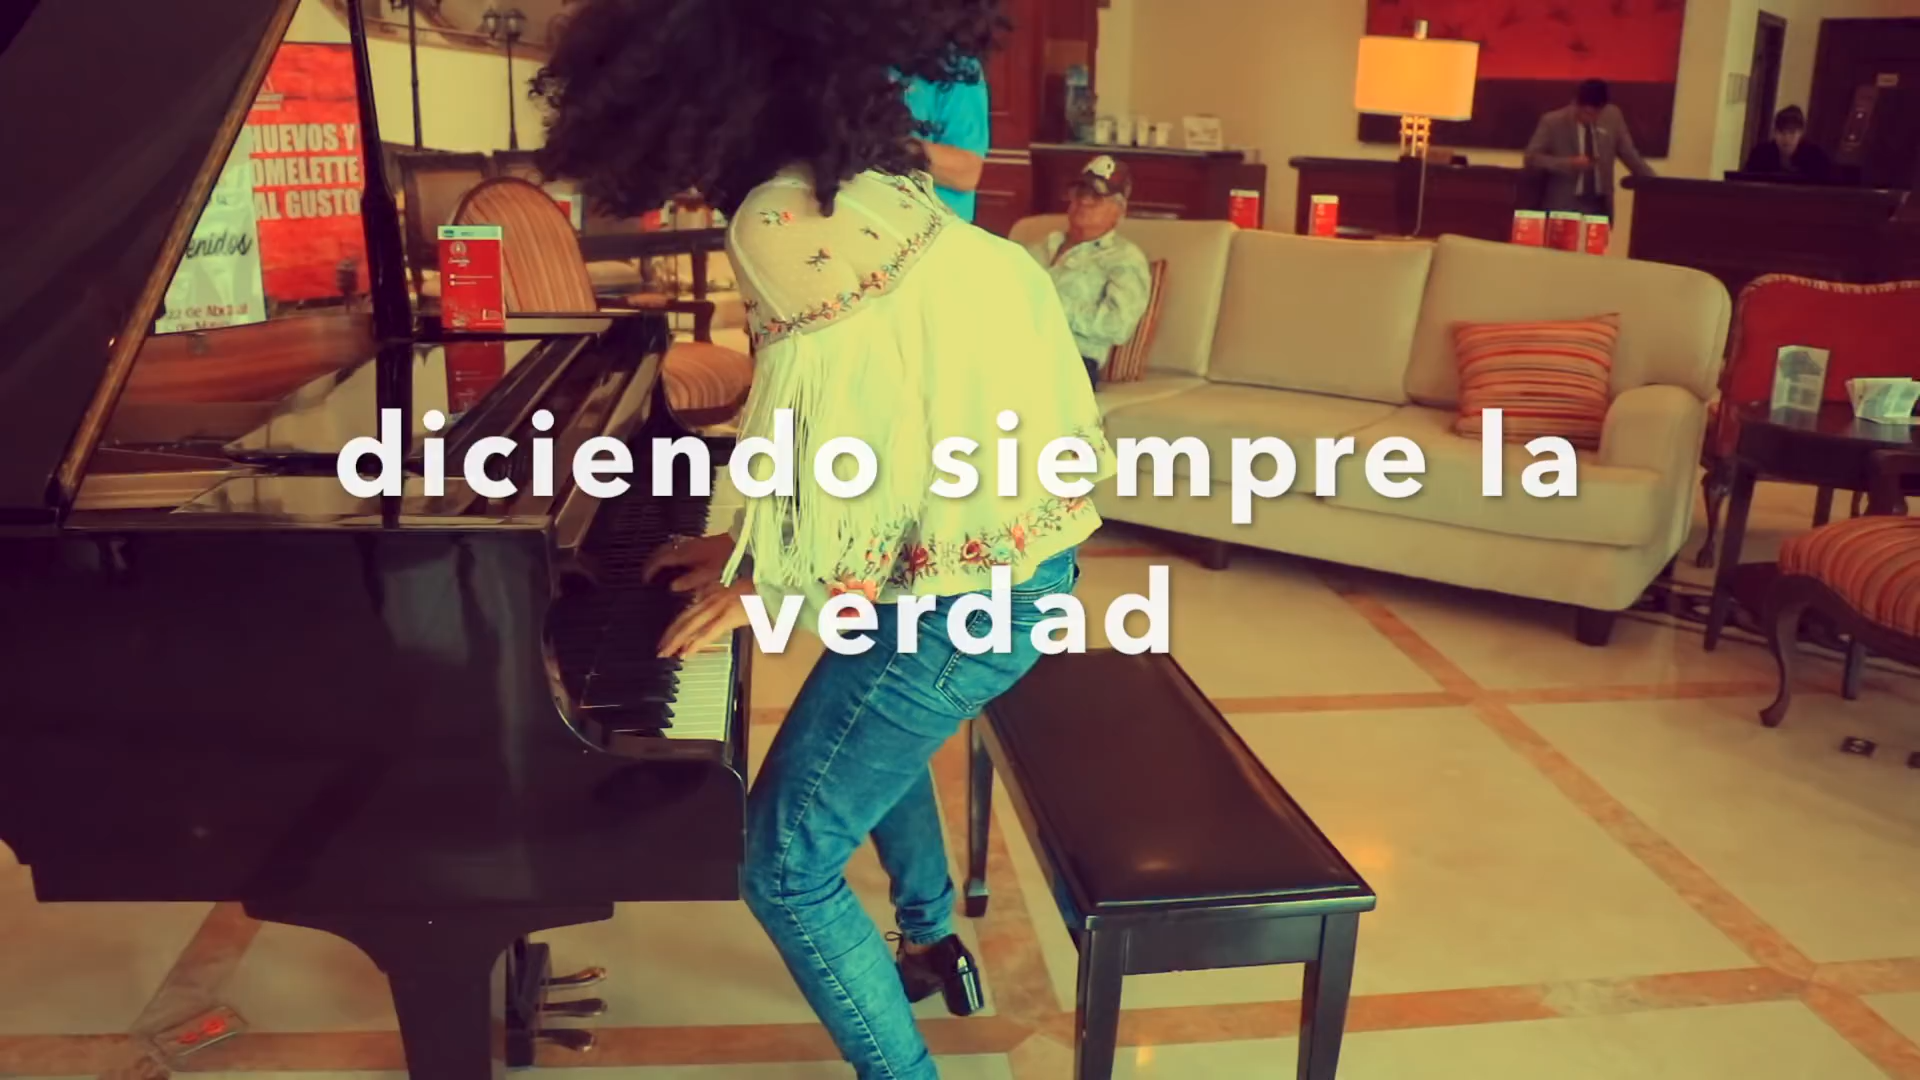 HUEVOS Y
OMELETTE
AL GUSTO
diciendo siempre la
verdad